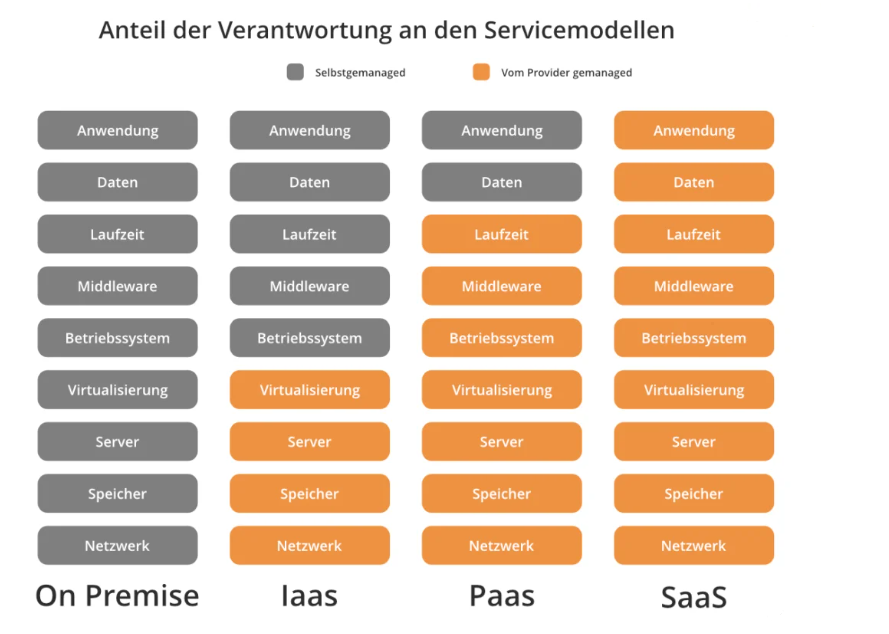 Anteil der Verantwortung an den Servicemodellen
Selbstgemanaged Vom Provider gemanaged
Anwendung Anwendung Anwendung Anwendung
Daten Daten Daten Daten
Laufzeit Laufzeit Laufzeit Laufzeit
Middleware Middleware Middleware Middleware
Betriebssystem Betriebssystem Betriebssystem Betriebssystem
Virtualisierung Virtualisierung Virtualisierung Virtualisierung
Server Server Server Server
Speicher Speicher Speicher Speicher
Netzwerk Netzwerk Netzwerk Netzwerk
On Premise Iaas Paas SaaS